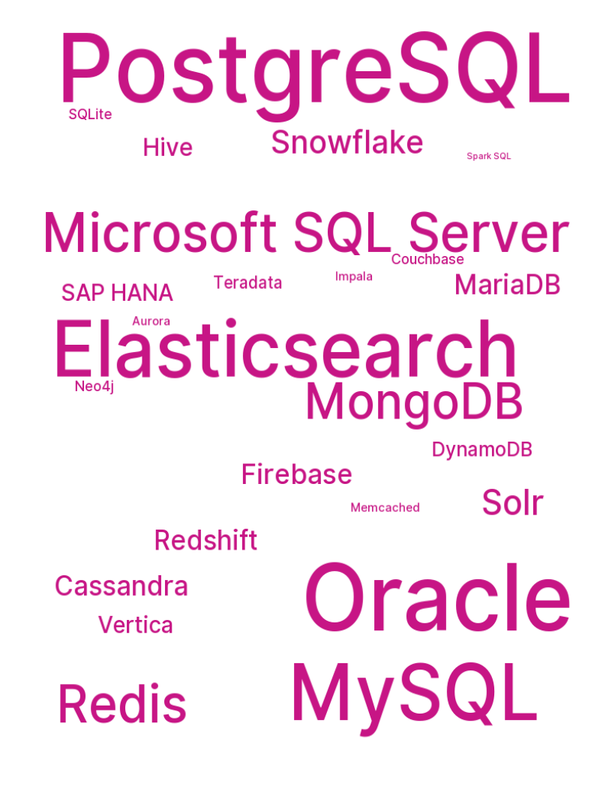 PostgreSQL
SQLite
Hive
Snowflake
Spark SQL
Microsoft SQL Server
Couchbase
SAP HANA
Teradata
Impala
MariaDB
Aurora
Elasticsearch
Neo4j
MongoDB
DynamoDB
Firebase
Memcached
Solr
Redshift
Cassandra
Oracle
Vertica
Redis
MySQL